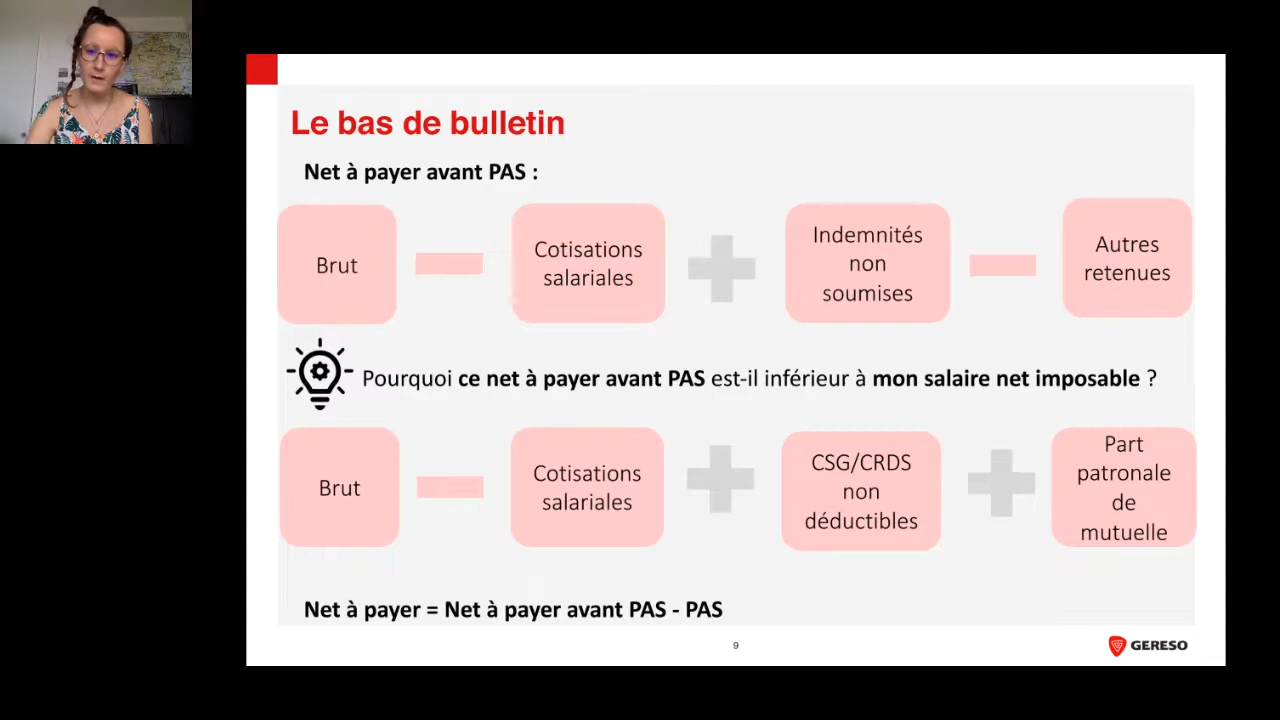 Le bas de bulletin
Net à payer avant PAS :
Brut
Cotisations
salariales
Indemnités
non
soumises
Autres
retenues
Pourquoi ce net à payer avant PAS est-il inférieur à mon salaire net imposable ?
Brut
Cotisations
salariales
CSG/CRDS
non
déductibles
Part
patronale
de
mutuelle
Net à payer = Net à payer avant PAS - PAS
9
GERESO